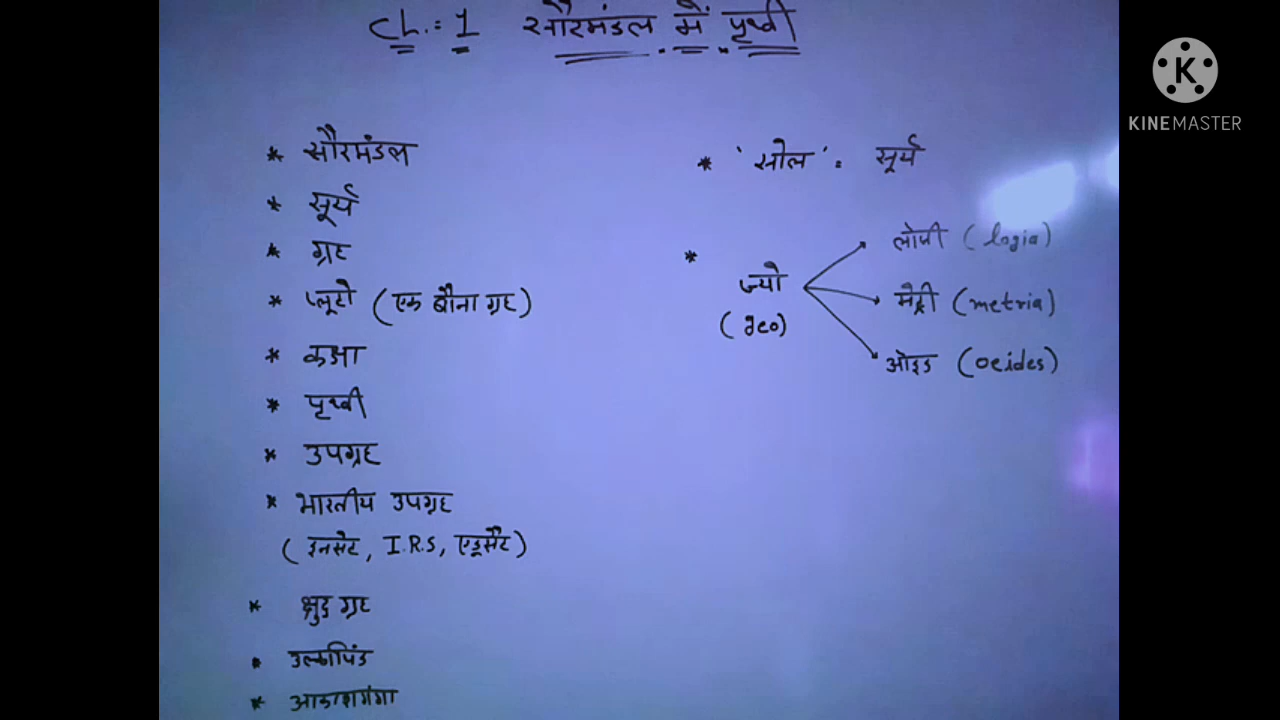 Ch.: 1 सौरमंडल में पृथ्वी
* सौरमंडल
* सूर्य
* ग्रह
* प्लूटो (एक बौना ग्रह)
* कक्षा
* पृथ्वी
* उपग्रह
* भारतीय उपग्रह
(इनसेट, I.R.S, एडूसैट)
* क्षुद्र ग्रह
* उल्कापिंड
* आकाशगंगा
* 'सोल' = सूर्य
* ज्यो
(geo)
लोजी (logia)
मेट्री (metria)
ओइड (oeides)
K
KINEMASTER